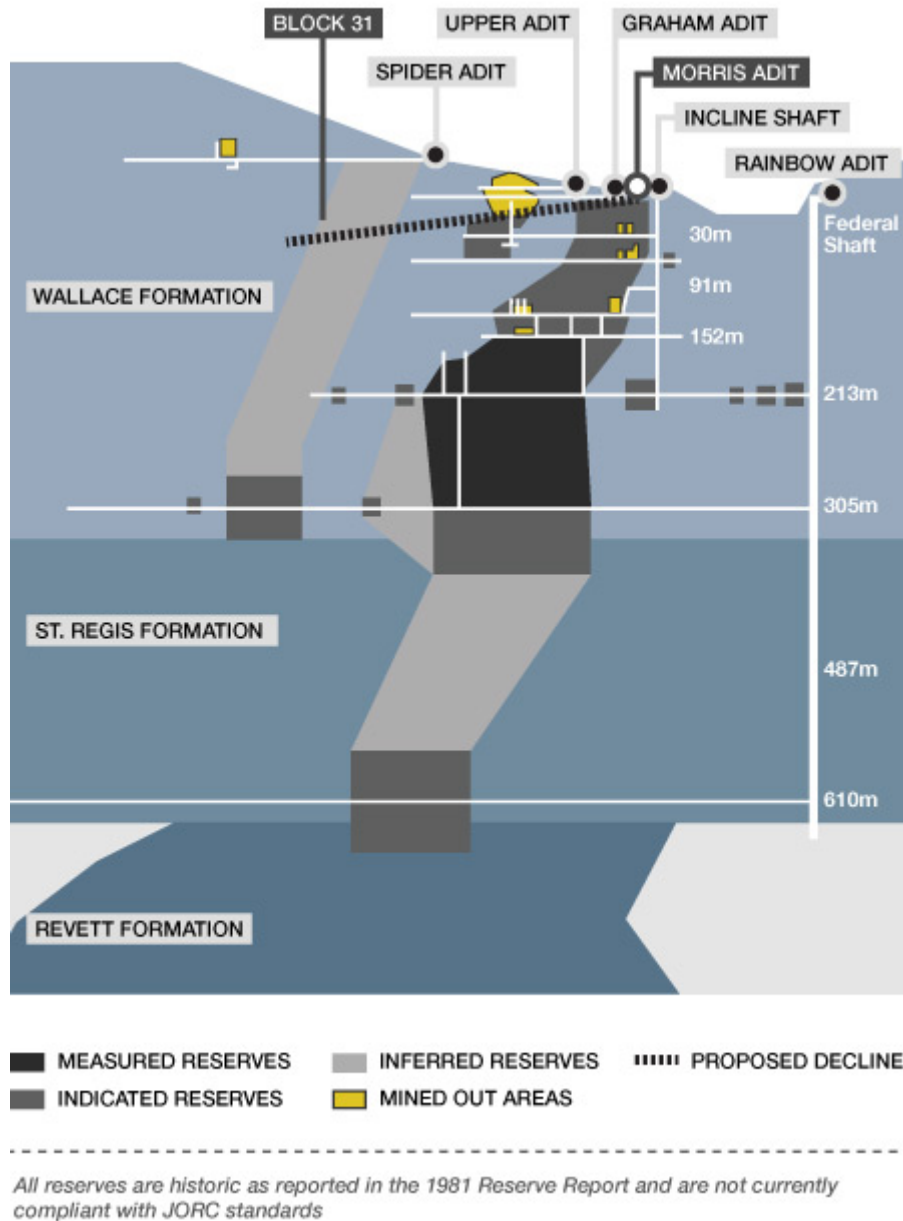 BLOCK 31
UPPER ADIT
GRAHAM ADIT
SPIDER ADIT
MORRIS ADIT
INCLINE SHAFT
RAINBOW ADIT
Federal
Shaft
30m
91m
WALLACE FORMATION
152m
213m
305m
ST. REGIS FORMATION
487m
610m
REVETT FORMATION
MEASURED RESERVES
INFERRED RESERVES
PROPOSED DECLINE
INDICATED RESERVES
MINED OUT AREAS
All reserves are historic as reported in the 1981 Reserve Report and are not currently
compliant with JORC standards